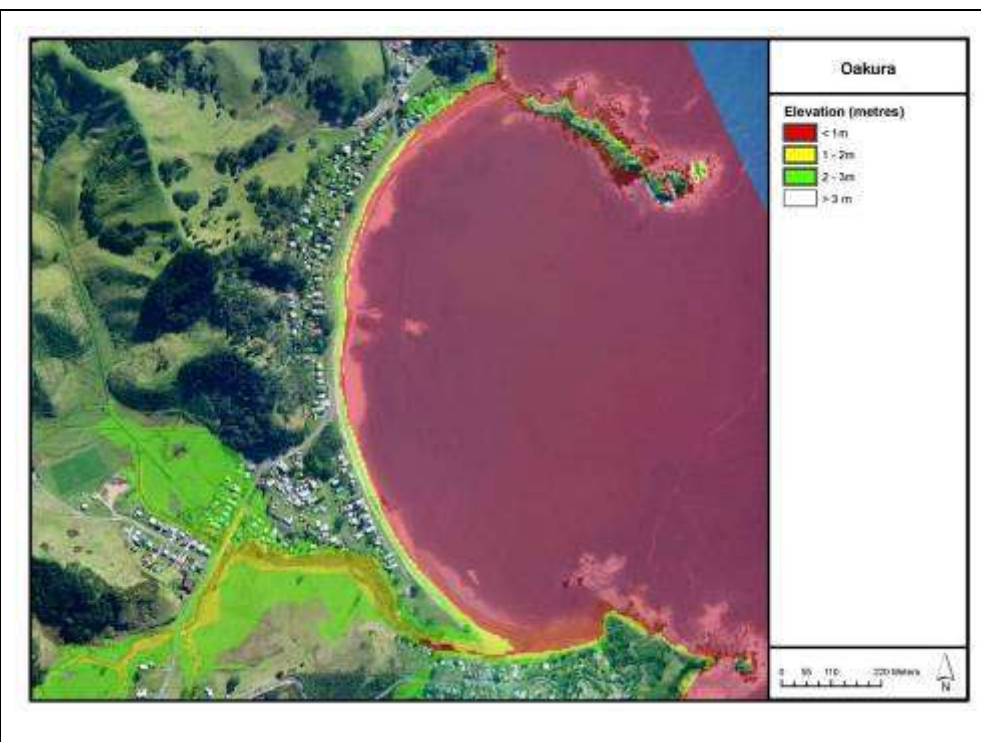 Oakura
Elevation (metres)
< 1m
1 - 2m
2 - 3m
> 3 m
0 55 110 220 Meters
N